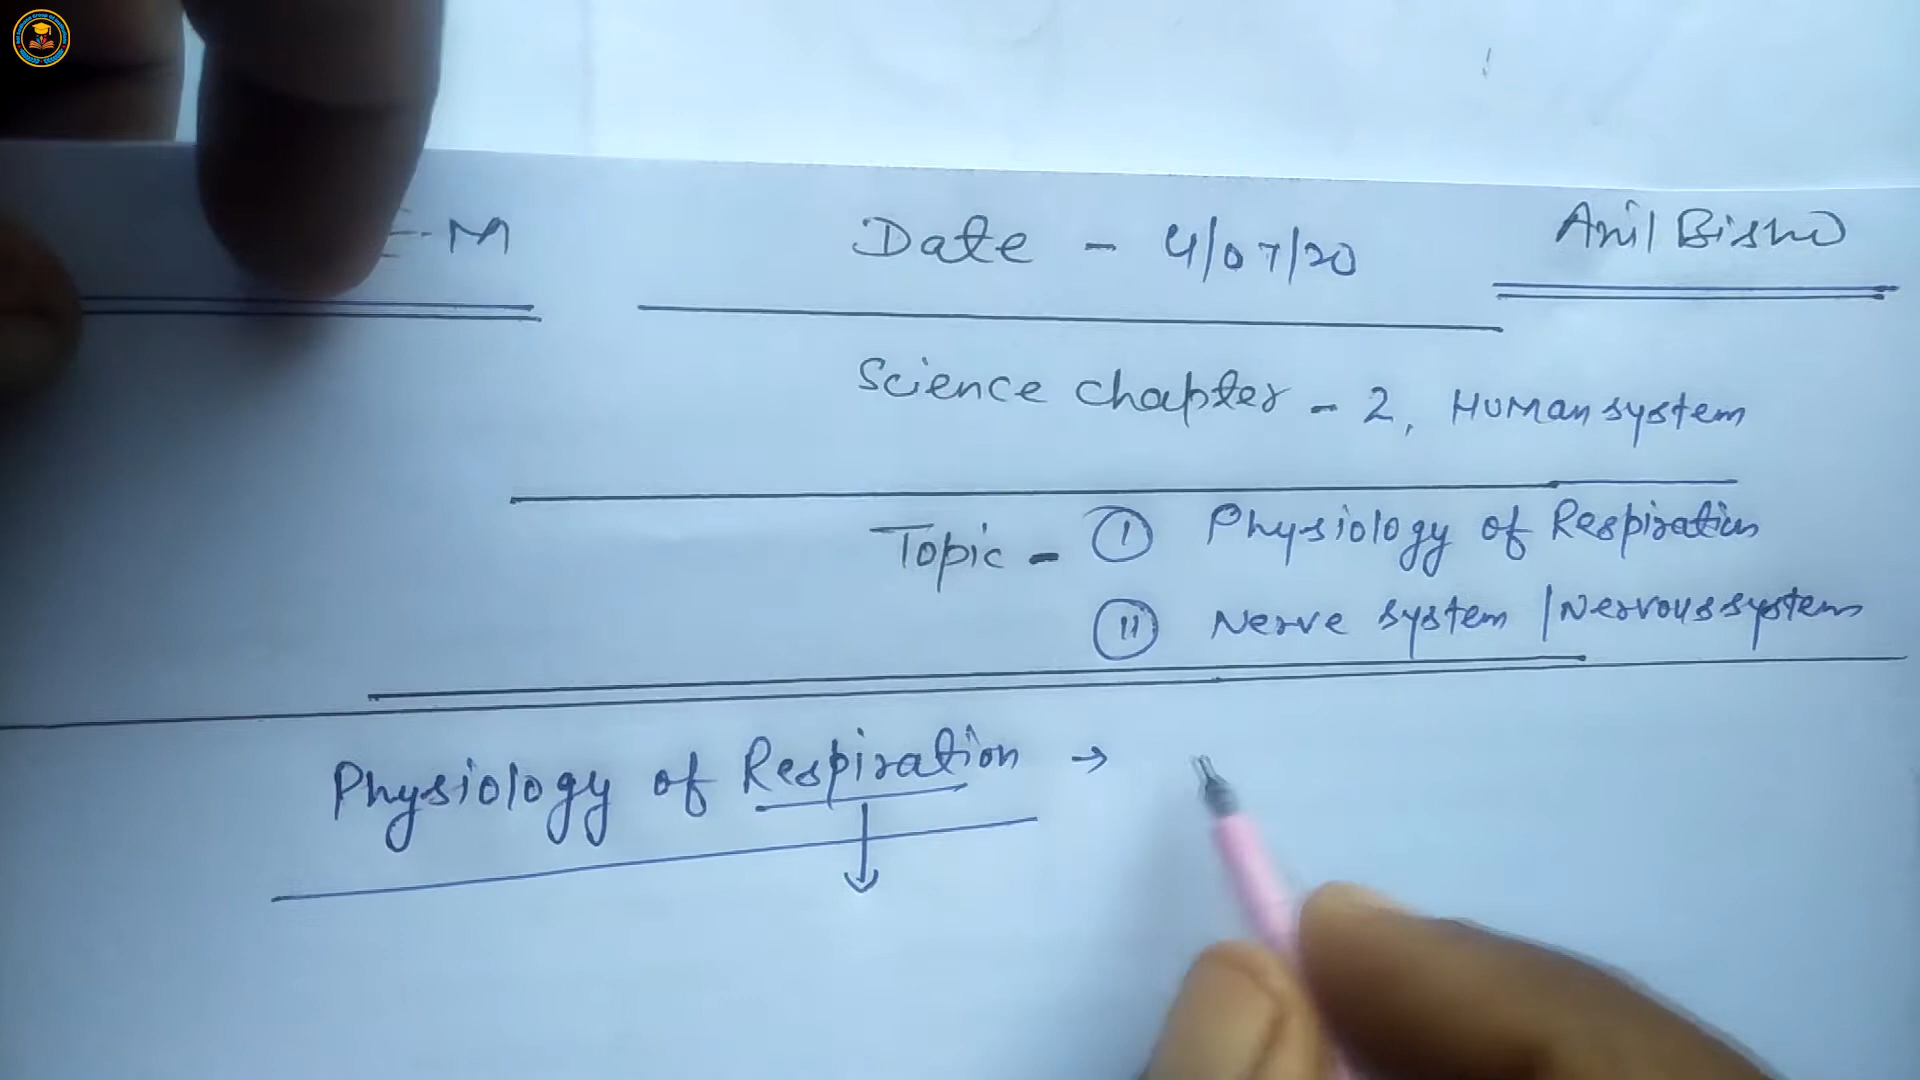 E-M
Date - 4/07/20
Anil Bishno
Science chapter - 2, Human system
Topic - I Physiology of Respiration
II Nerve system / Nervous system
Physiology of Respiration →